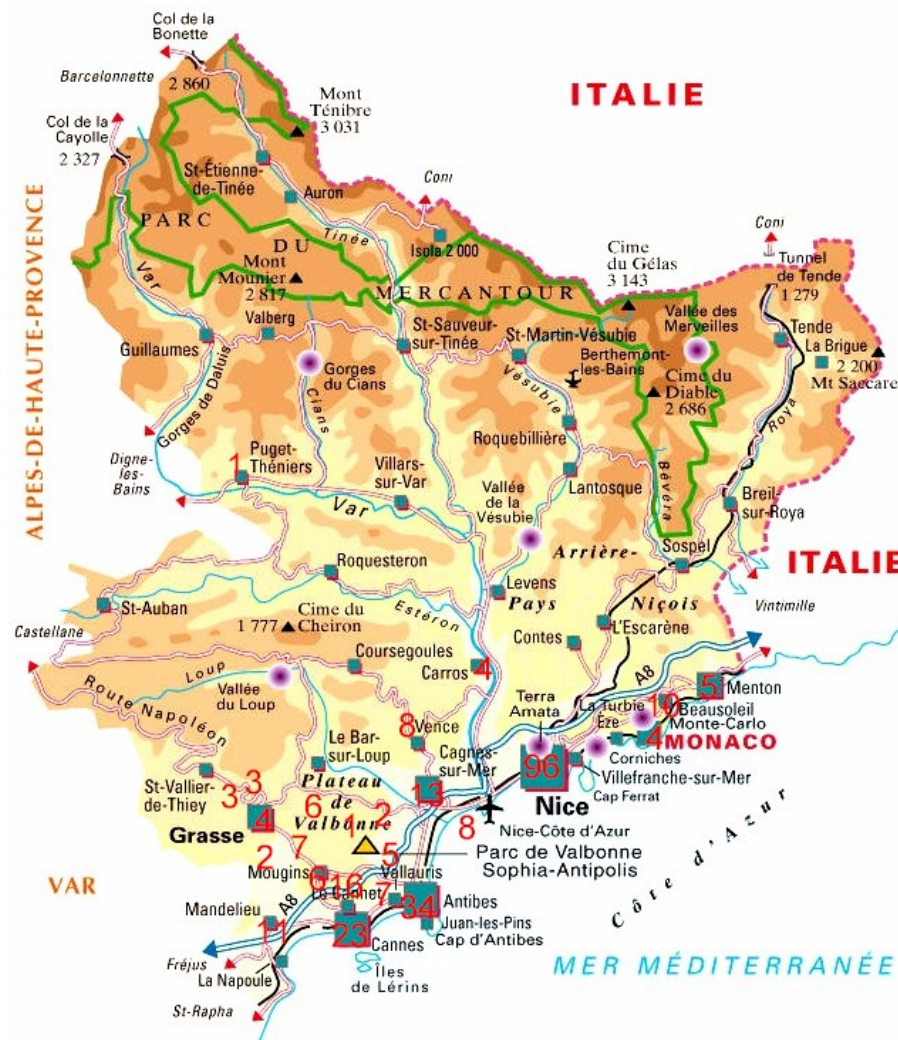 Col de la
Bonette
Barcelonnette
2 860
ITALIE
Mont
Ténibre
3 031
Col de la
Cayolle
2 327
St-Étienne-
de-Tinée
Auron
Coni
PARC
DU
MERCANTOUR
Tinée
Isola 2 000
Coni
Tunnel
de Tende
1 279
Cime
du Gélas
3 143
Mont
Mounier
2 817
Var
ALPES-DE-HAUTE-PROVENCE
Guillaumes
Valberg
St-Sauveur-
sur-Tinée
St-Martin-Vésubie
Berthemont-
les-Bains
Vallée des
Merveilles
Tende
La Brigue
2 200
Mt Saccare
Gorges
du Cians
Cians
Gorges de Daluis
Vésubie
Cime du
Diable
2 686
Roya
Roquebillière
Digne-
les-
Bains
1
Puget-
Théniers
Villars-
sur-Var
Var
Vallée
de la
Vésubie
Lantosque
Bévéra
Breil-
sur-Roya
Sospel
Arrière-
Pays
Niçois
ITALIE
Vintimille
Roquesteron
Levens
St-Auban
Estéron
Cime du
Cheiron
1 777
Contes
L'Escarène
Castellane
Coursegoules
Carros
4
Loup
Vallée
du Loup
Route Napoléon
A8
5
Menton
Terra
Amata
La Turbie
Èze
19
Beausoleil
Monte-Carlo
4
MONACO
8
Vence
Cagnes-
sur-Mer
13
Le Bar-
sur-Loup
Corniches
96
Villefranche-sur-Mer
Nice
Cap Ferrat
St-Vallier-
de-Thiey
3
3
Plateau
de
Valbonne
6
2
1
4
Grasse
8
Nice-Côte d'Azur
2
7
5
Parc de Valbonne
Sophia-Antipolis
Côte d'Azur
VAR
Mougins
6
16
Vallauris
Le Cannet
7
34
Antibes
Juan-les-Pins
Cap d'Antibes
Mandelieu
A8
11
23
Cannes
Îles
de Lérins
Fréjus
La Napoule
MER MÉDITERRANÉE
St-Rapha